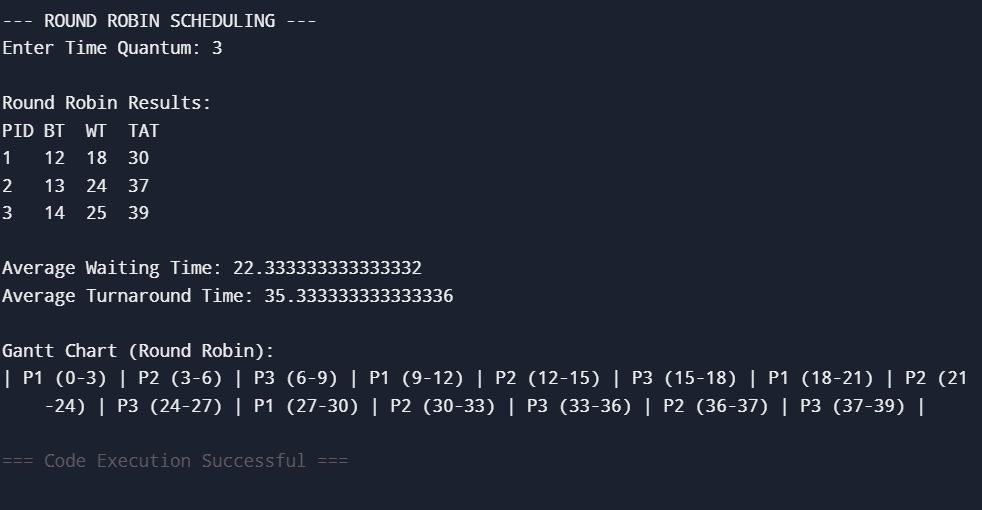 --- ROUND ROBIN SCHEDULING ---
Enter Time Quantum: 3
Round Robin Results:
PID BT  WT  TAT
1   12  18  30
2   13  24  37
3   14  25  39
Average Waiting Time: 22.333333333333332
Average Turnaround Time: 35.333333333333336
Gantt Chart (Round Robin):
| P1 (0-3) | P2 (3-6) | P3 (6-9) | P1 (9-12) | P2 (12-15) | P3 (15-18) | P1 (18-21) | P2 (21
-24) | P3 (24-27) | P1 (27-30) | P2 (30-33) | P3 (33-36) | P2 (36-37) | P3 (37-39) |
=== Code Execution Successful ===